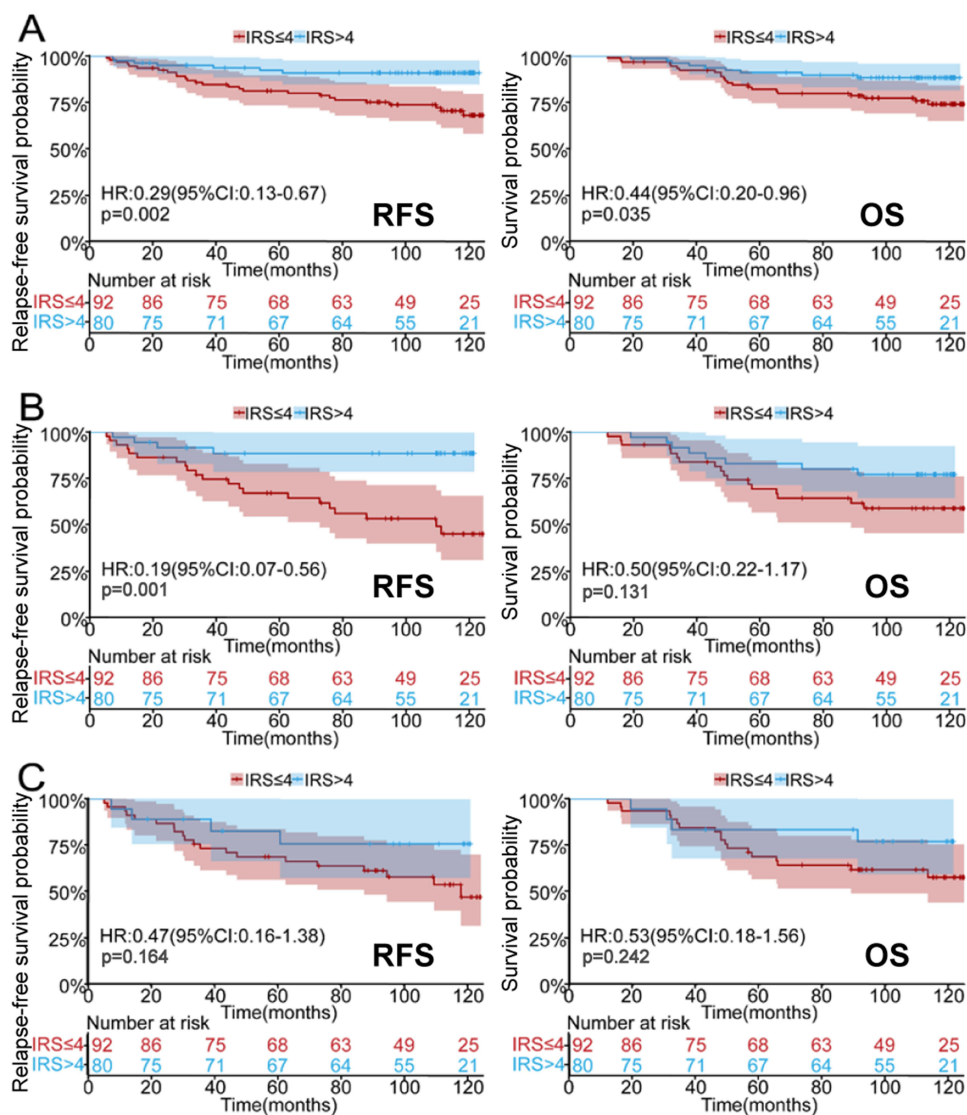 A
IRS≤4 IRS>4
Relapse-free survival probability
100%
75%
50%
25%
0%
HR:0.29(95%CI:0.13-0.67)
p=0.002
RFS
0 20 40 60 80 100 120
Time(months)
Number at risk
IRS≤4 92 86 75 68 63 49 25
IRS>4 80 75 71 67 64 55 21
0 20 40 60 80 100 120
Time(months)
IRS≤4 IRS>4
Survival probability
100%
75%
50%
25%
0%
HR:0.44(95%CI:0.20-0.96)
p=0.035
OS
0 20 40 60 80 100 120
Time(months)
Number at risk
IRS≤4 92 86 75 68 63 49 25
IRS>4 80 75 71 67 64 55 21
0 20 40 60 80 100 120
Time(months)
B
IRS≤4 IRS>4
Relapse-free survival probability
100%
75%
50%
25%
0%
HR:0.19(95%CI:0.07-0.56)
p=0.001
RFS
0 20 40 60 80 100 120
Time(months)
Number at risk
IRS≤4 92 86 75 68 63 49 25
IRS>4 80 75 71 67 64 55 21
0 20 40 60 80 100 120
Time(months)
IRS≤4 IRS>4
Survival probability
100%
75%
50%
25%
0%
HR:0.50(95%CI:0.22-1.17)
p=0.131
OS
0 20 40 60 80 100 120
Time(months)
Number at risk
IRS≤4 92 86 75 68 63 49 25
IRS>4 80 75 71 67 64 55 21
0 20 40 60 80 100 120
Time(months)
C
IRS≤4 IRS>4
Relapse-free survival probability
100%
75%
50%
25%
0%
HR:0.47(95%CI:0.16-1.38)
p=0.164
RFS
0 20 40 60 80 100 120
Time(months)
Number at risk
IRS≤4 92 86 75 68 63 49 25
IRS>4 80 75 71 67 64 55 21
0 20 40 60 80 100 120
Time(months)
IRS≤4 IRS>4
Survival probability
100%
75%
50%
25%
0%
HR:0.53(95%CI:0.18-1.56)
p=0.242
OS
0 20 40 60 80 100 120
Time(months)
Number at risk
IRS≤4 92 86 75 68 63 49 25
IRS>4 80 75 71 67 64 55 21
0 20 40 60 80 100 120
Time(months)